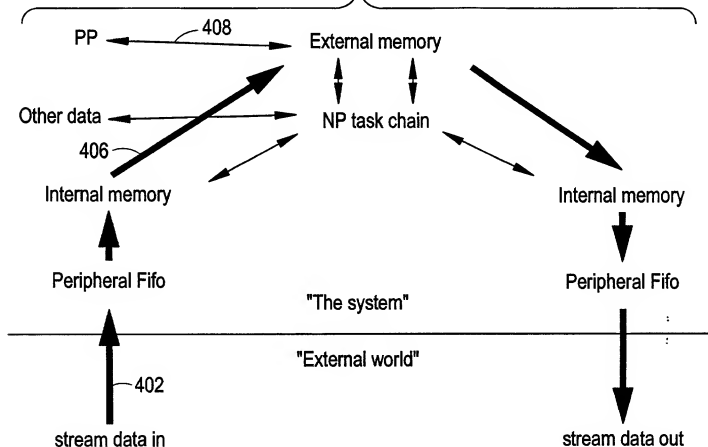 PP
408
External memory
Other data
NP task chain
406
Internal memory
Internal memory
Peripheral Fifo
Peripheral Fifo
"The system"
"External world"
402
stream data in
stream data out